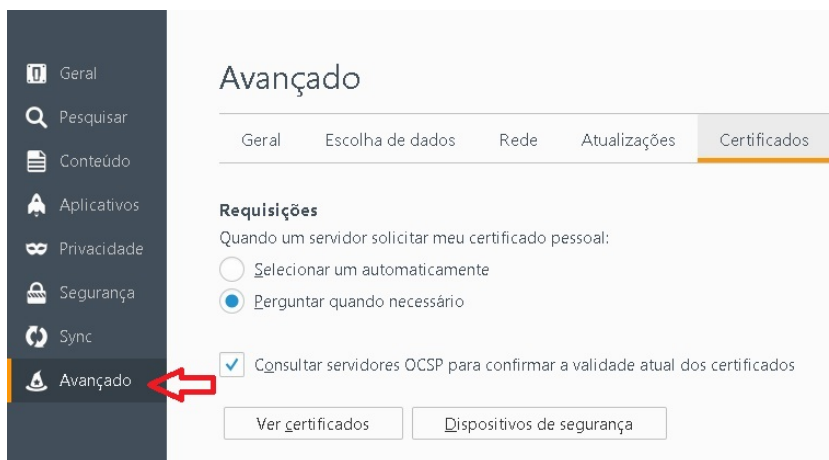 Geral
Pesquisar
Conteúdo
Aplicativos
Privacidade
Segurança
Sync
Avançado
Avançado
Geral Escolha de dados Rede Atualizações Certificados
Requisições
Quando um servidor solicitar meu certificado pessoal:
Selecionar um automaticamente
Perguntar quando necessário
Consultar servidores OCSP para confirmar a validade atual dos certificados
Ver certificados Dispositivos de segurança